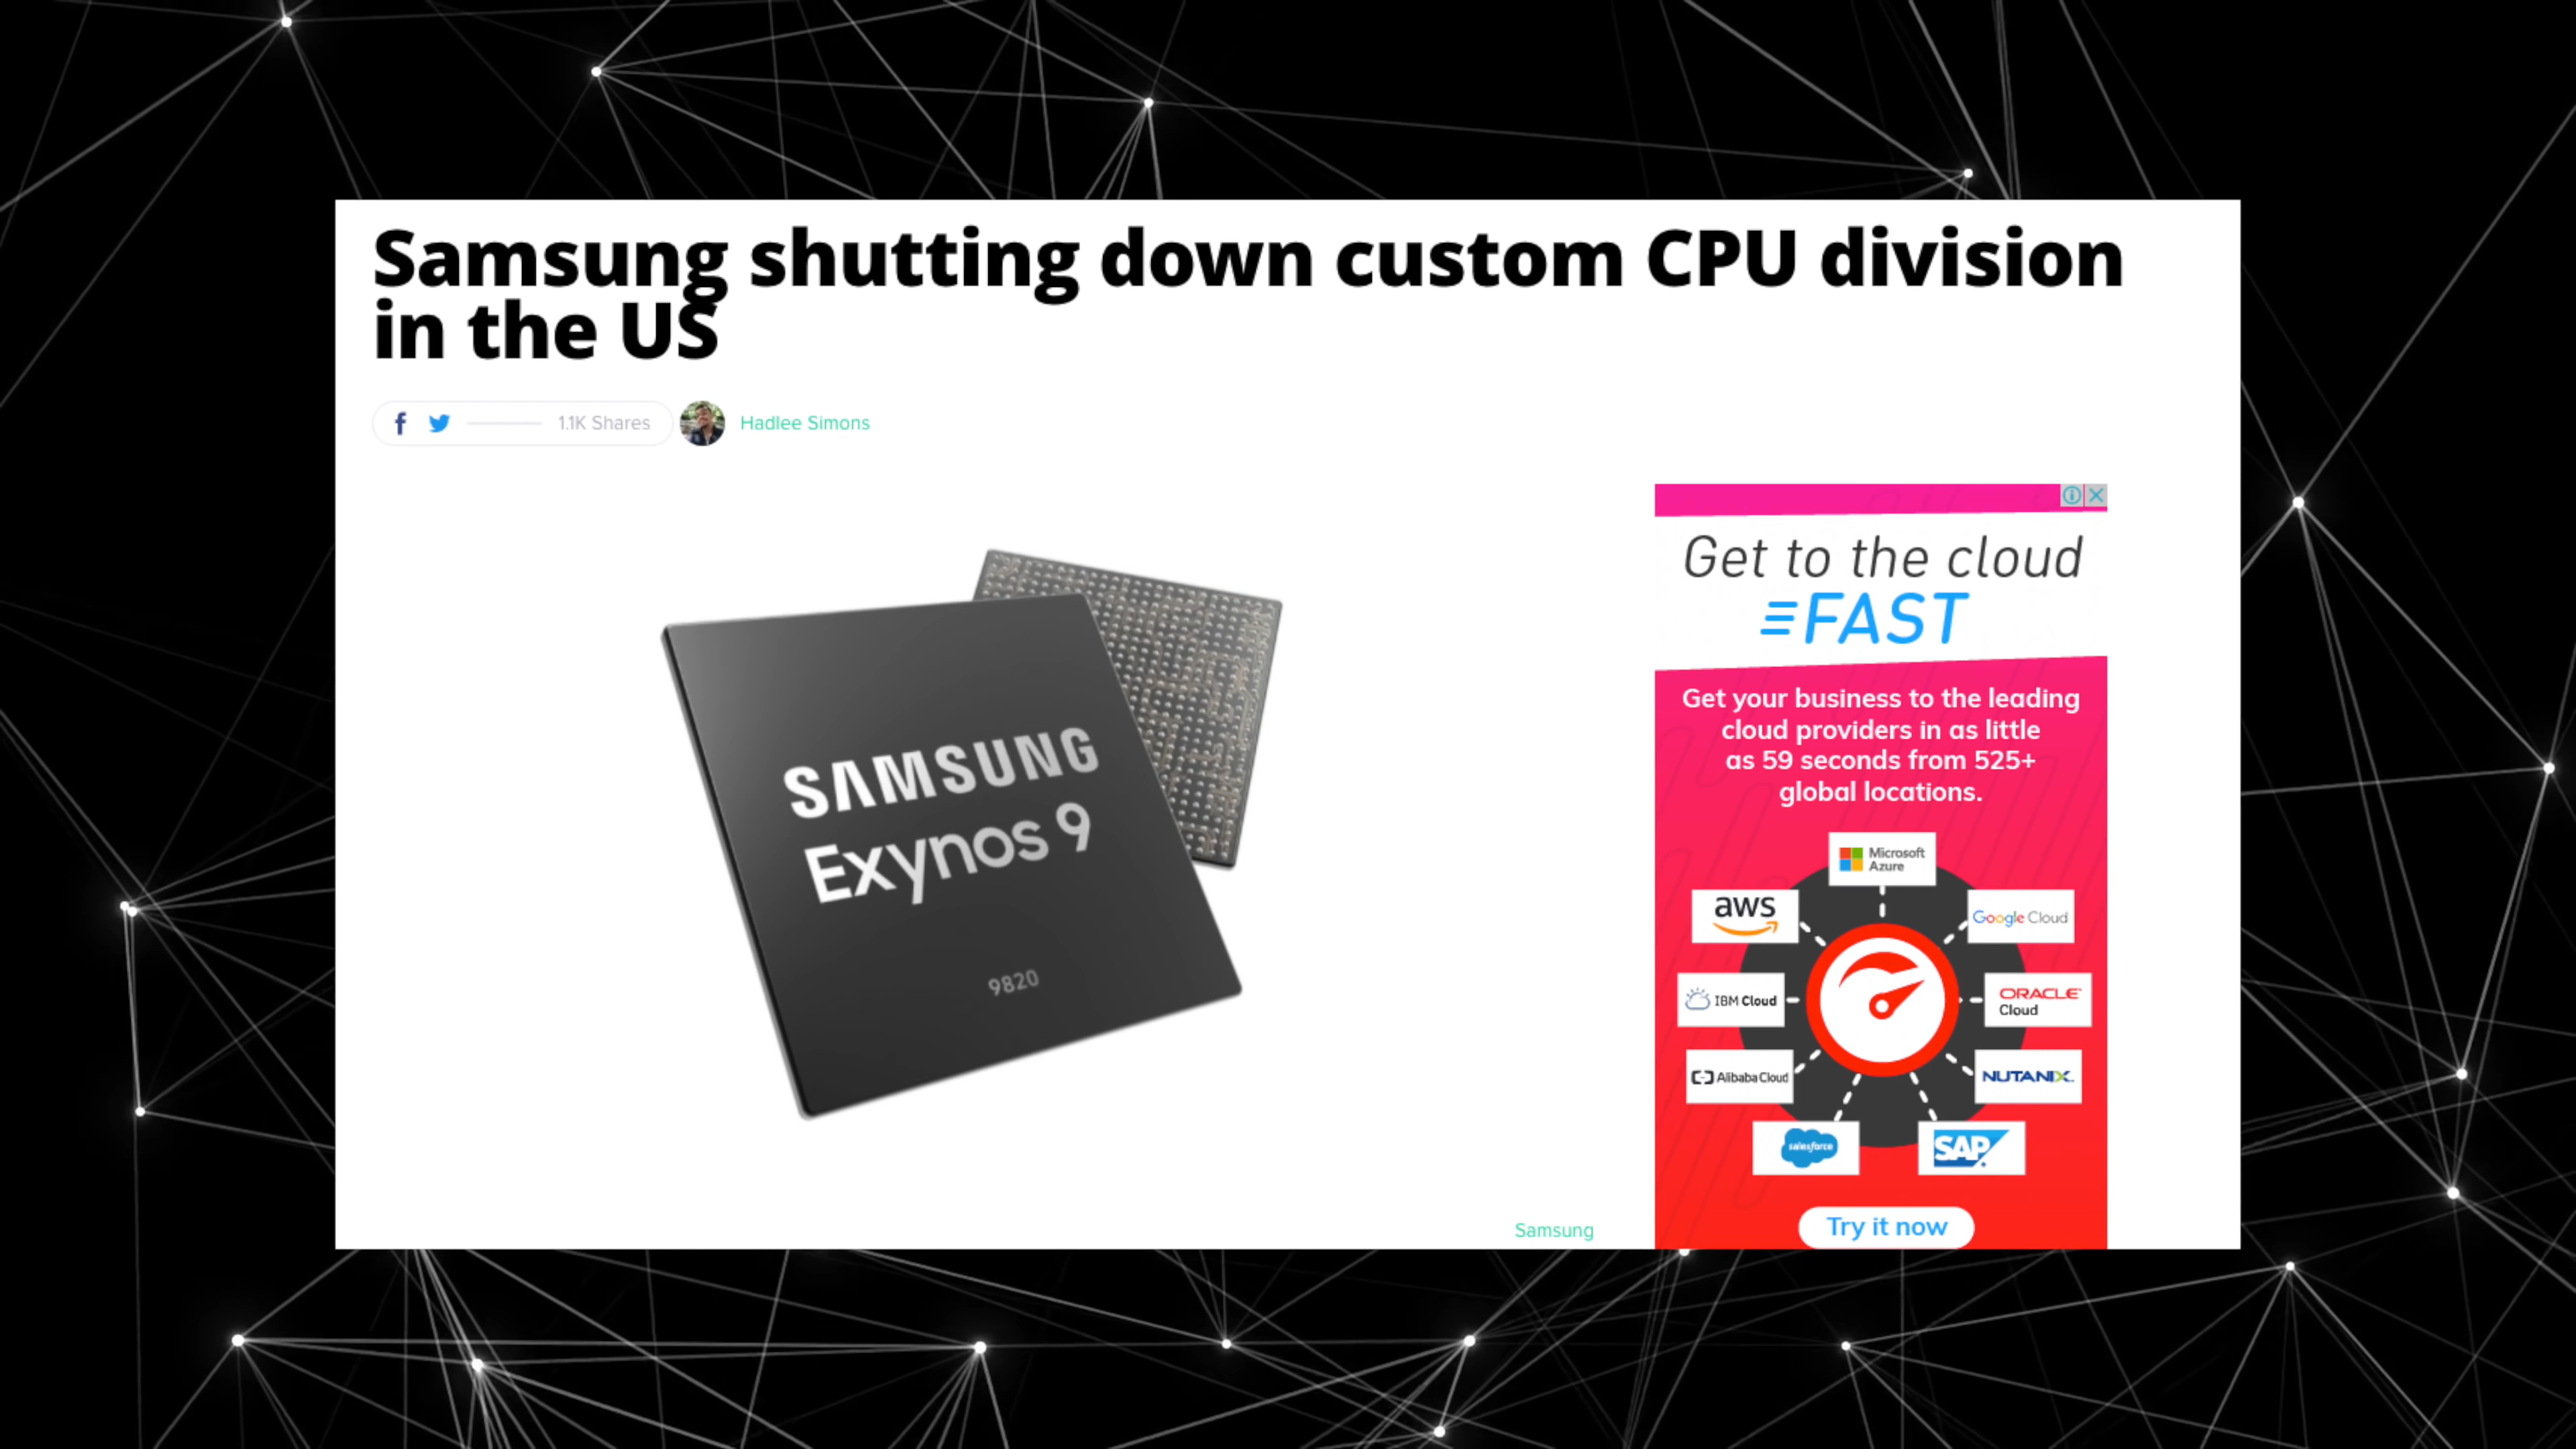 Samsung shutting down custom CPU division
in the US
1.1K Shares
Hadlee Simons
SAMSUNG
Exynos 9
9820
Samsung
Get to the cloud
FAST
Get your business to the leading
cloud providers in as little
as 59 seconds from 525+
global locations.
Microsoft
Azure
aws
Google Cloud
IBM Cloud
ORACLE
Cloud
Alibaba Cloud
NUTANIX
salesforce
SAP
Try it now